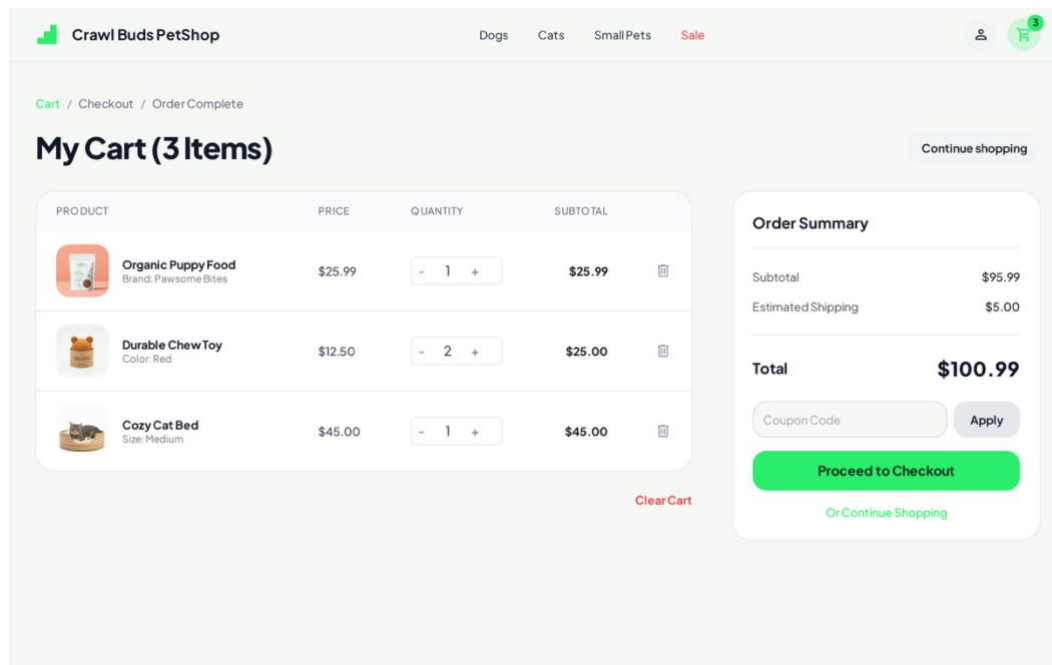 Crawl Buds PetShop
Dogs Cats Small Pets Sale
3
Cart / Checkout / Order Complete
My Cart (3 Items)
Continue shopping
PRODUCT PRICE QUANTITY SUBTOTAL
Organic Puppy Food
Brand: Pawsome Bites
$25.99 - 1 + $25.99
Durable Chew Toy
Color: Red
$12.50 - 2 + $25.00
Cozy Cat Bed
Size: Medium
$45.00 - 1 + $45.00
Clear Cart
Order Summary
Subtotal $95.99
Estimated Shipping $5.00
Total $100.99
Coupon Code Apply
Proceed to Checkout
Or Continue Shopping